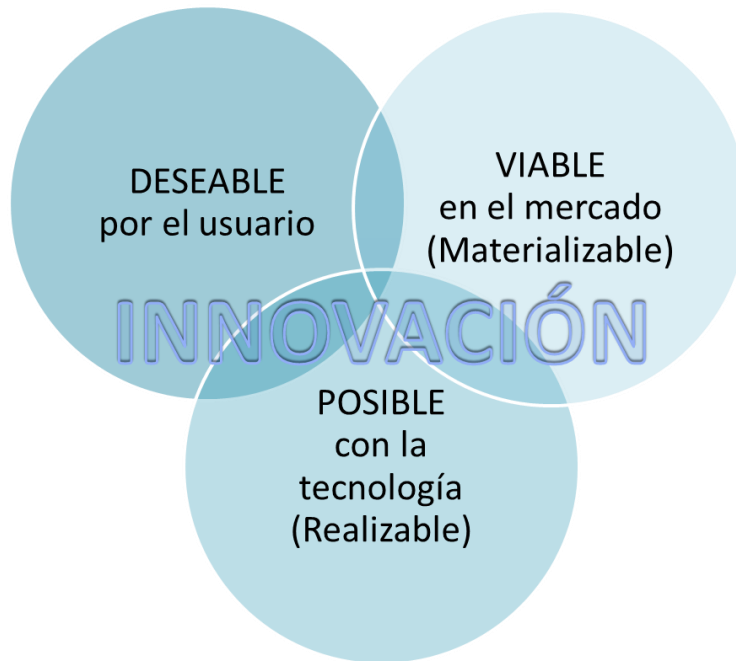 DESEABLE
por el usuario
VIABLE
en el mercado
(Materializable)
INNOVACIÓN
POSIBLE
con la
tecnología
(Realizable)